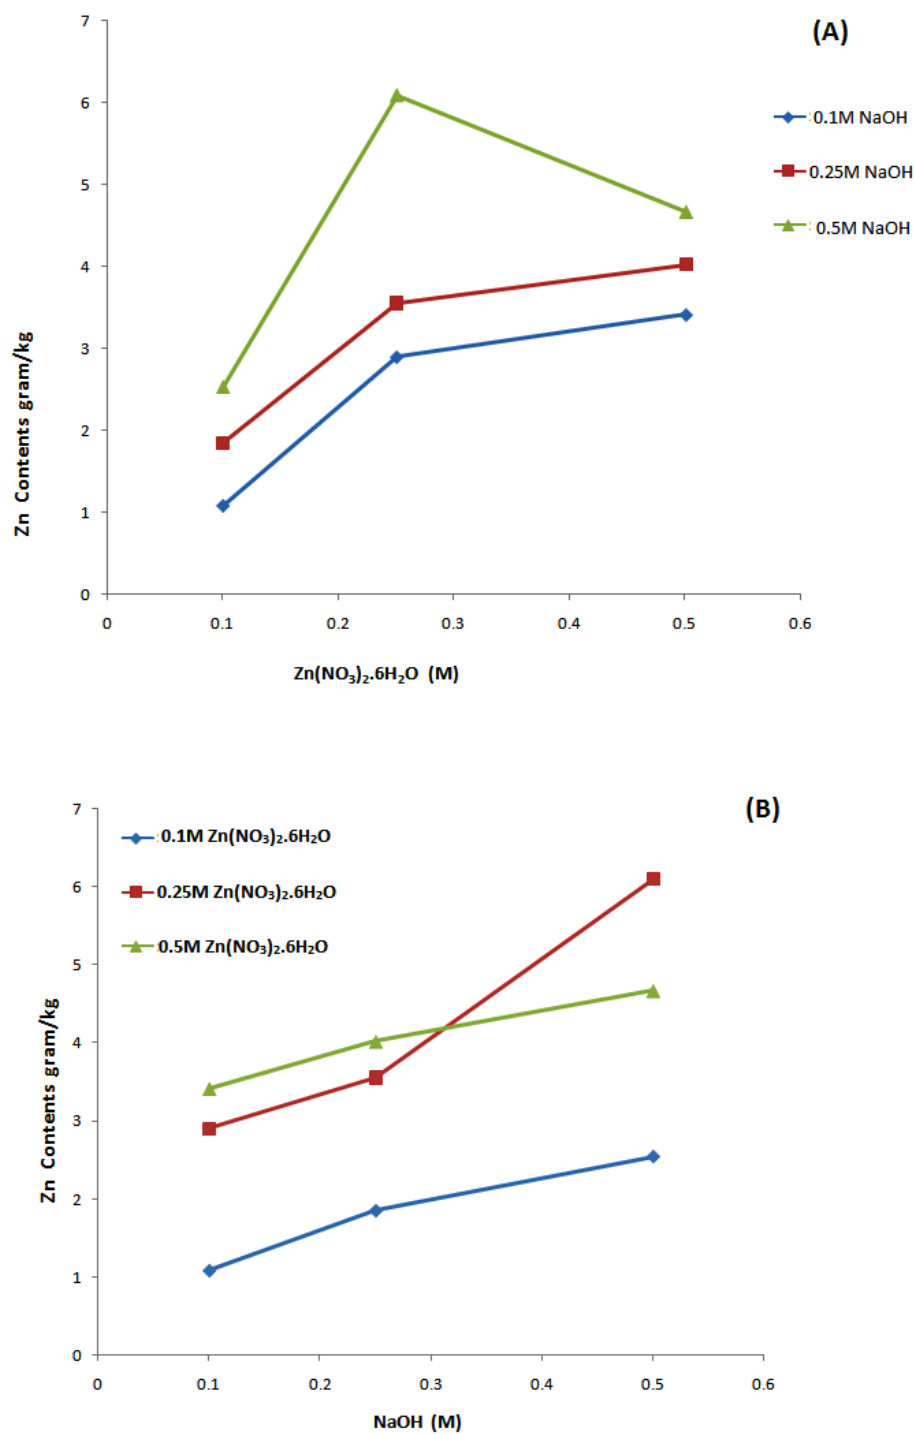 (A)
7
6
5
4
3
2
1
0
Zn Contents gram/kg
0 0.1 0.2 0.3 0.4 0.5 0.6
Zn(NO₃)₂.6H₂O (M)
0.1M NaOH
0.25M NaOH
0.5M NaOH
(B)
7
6
5
4
3
2
1
0
Zn Contents gram/kg
0.1M Zn(NO₃)₂.6H₂O
0.25M Zn(NO₃)₂.6H₂O
0.5M Zn(NO₃)₂.6H₂O
0 0.1 0.2 0.3 0.4 0.5 0.6
NaOH (M)